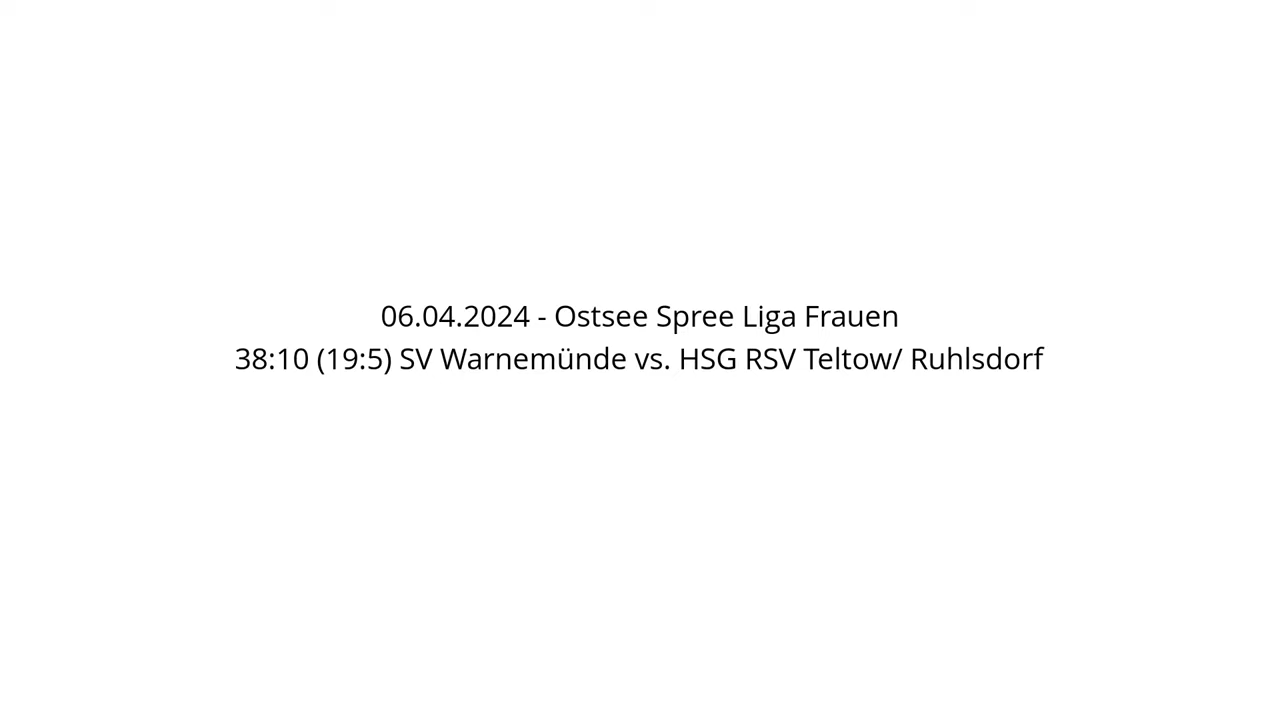 06.04.2024 - Ostsee Spree Liga Frauen
38:10 (19:5) SV Warnemünde vs. HSG RSV Teltow/ Ruhlsdorf